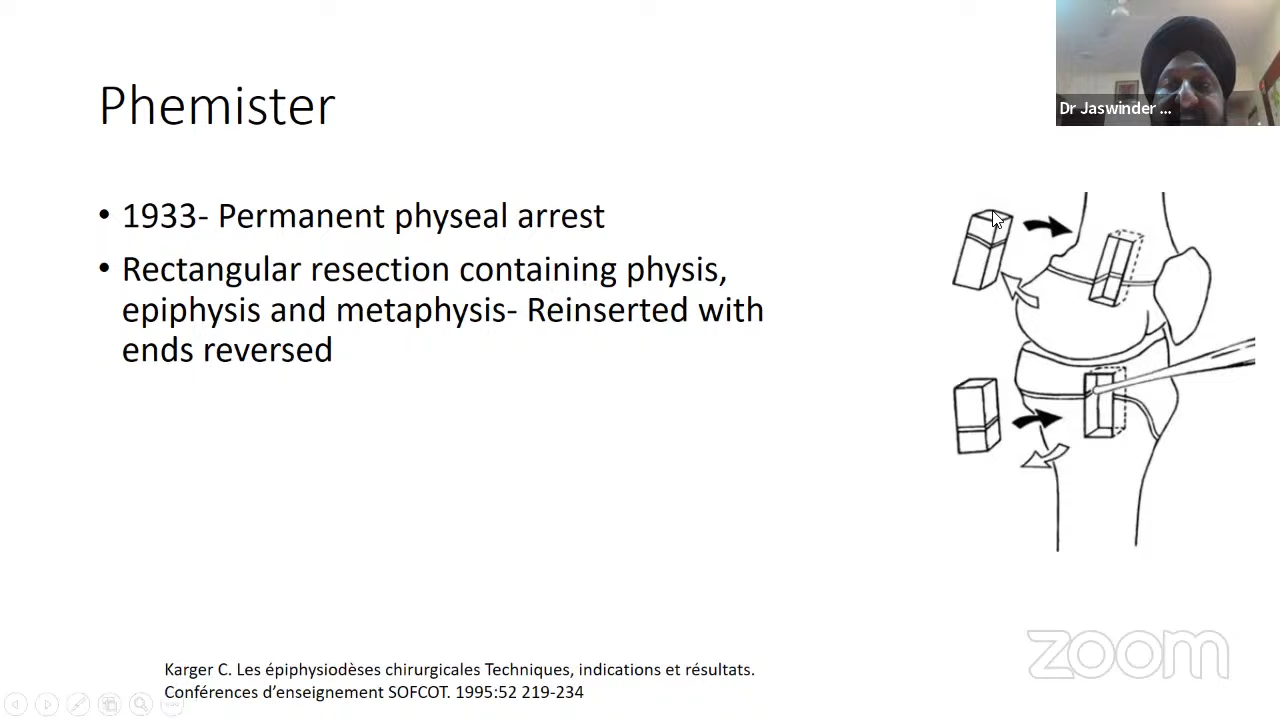 Dr Jaswinder ...
Phemister
• 1933- Permanent physeal arrest
• Rectangular resection containing physis,
epiphysis and metaphysis- Reinserted with
ends reversed
zoom
Karger C. Les épiphysiodèses chirurgicales Techniques, indications et résultats.
Conférences d’enseignement SOFCOT. 1995:52 219-234